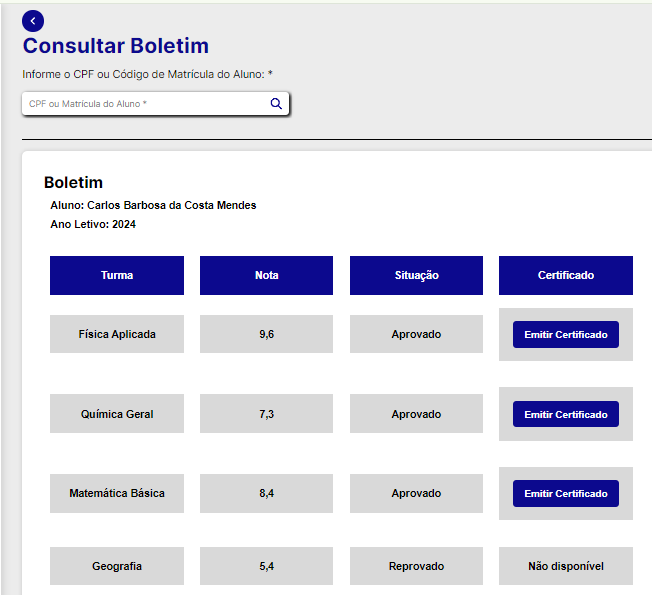 Consultar Boletim
Informe o CPF ou Código de Matrícula do Aluno: *
CPF ou Matrícula do Aluno *
Boletim
Aluno: Carlos Barbosa da Costa Mendes
Ano Letivo: 2024
Turma Nota Situação Certificado
Física Aplicada 9,6 Aprovado Emitir Certificado
Química Geral 7,3 Aprovado Emitir Certificado
Matemática Básica 8,4 Aprovado Emitir Certificado
Geografia 5,4 Reprovado Não disponível